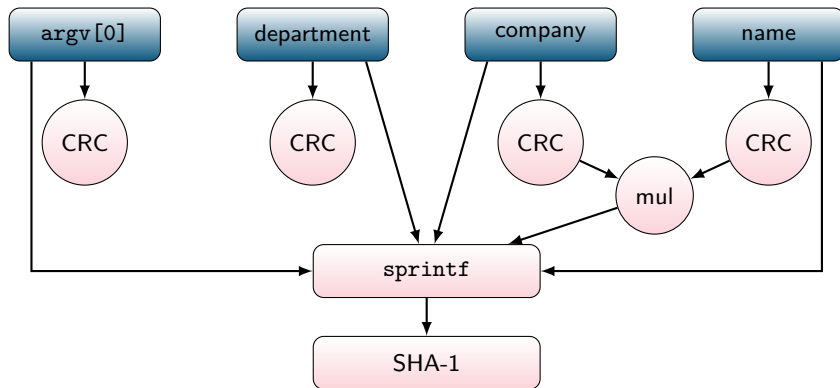 argv[0]
department
company
name
CRC
CRC
CRC
CRC
mul
sprintf
SHA-1